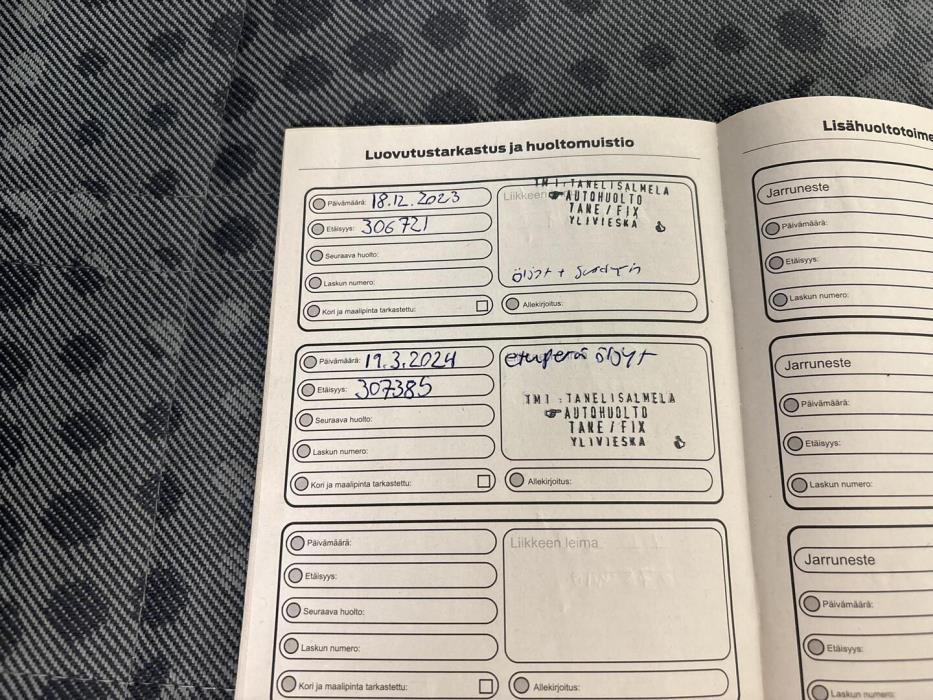 Luovutustarkastus ja huoltomuistio
Päivämäärä: 18.12.2023
Etäisyys: 306721
Seuraava huolto:
Laskun numero:
Kori ja maalipinta tarkastettu:
Liikkeen
TMI : TANELI SALMELA
AUTOHUOLTO
TANE / FIX
YLIVIESKA
öljyt +
Allekirjoitus:
Päivämäärä: 19.3.2024
Etäisyys: 307385
Seuraava huolto:
Laskun numero:
Kori ja maalipinta tarkastettu:
etuperä öljyt
TMI : TANELI SALMELA
AUTOHUOLTO
TANE / FIX
YLIVIESKA
Allekirjoitus:
Päivämäärä:
Etäisyys:
Seuraava huolto:
Laskun numero:
Kori ja maalipinta tarkastettu:
Liikkeen leima
Allekirjoitus:
Lisähuoltotoime
Jarruneste
Päivämäärä:
Etäisyys:
Laskun numero:
Jarruneste
Päivämäärä:
Etäisyys:
Laskun numero:
Jarruneste
Päivämäärä:
Etäisyys:
Laskun numero: